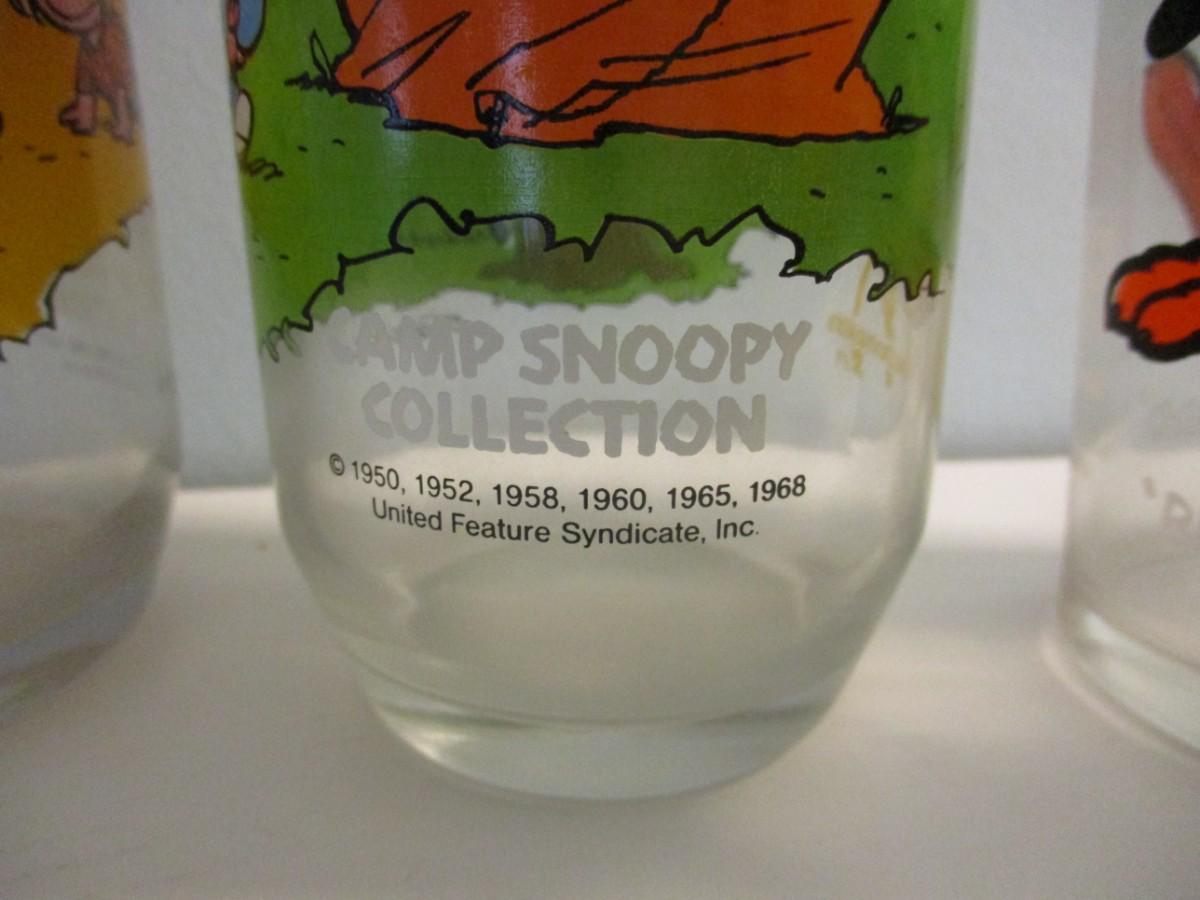 CAMP SNOOPY
COLLECTION
© 1950, 1952, 1958, 1960, 1965, 1968
United Feature Syndicate, Inc.